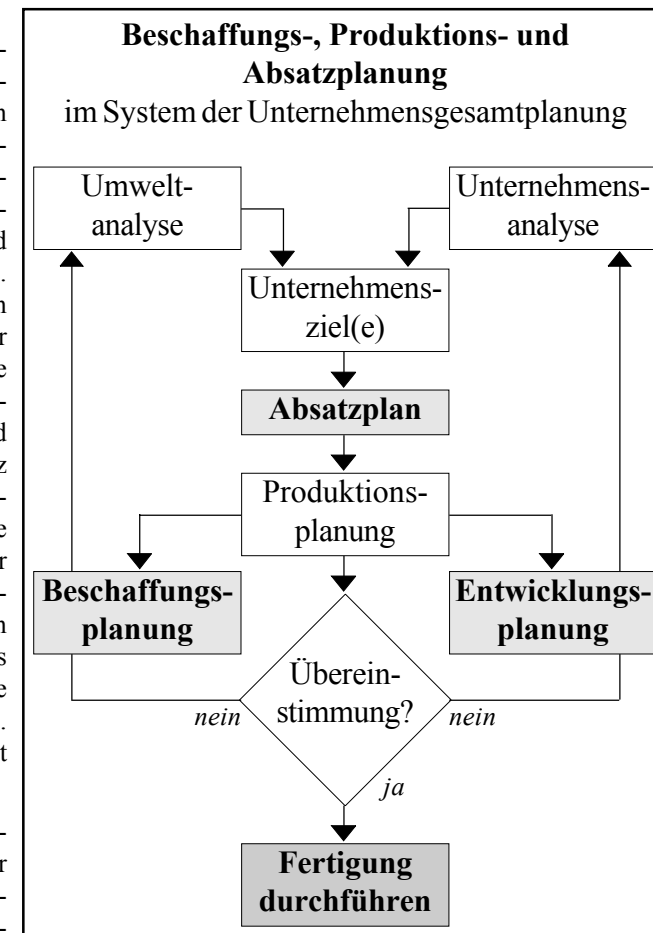 Beschaffungs-, Produktions- und
Absatzplanung
im System der Unternehmensgesamtplanung
Umwelt-
analyse
Unternehmens-
analyse
Unternehmens-
ziel(e)
Absatzplan
Produktions-
planung
Beschaffungs-
planung
Entwicklungs-
planung
Überein-
stimmung?
nein
nein
ja
Fertigung
durchführen